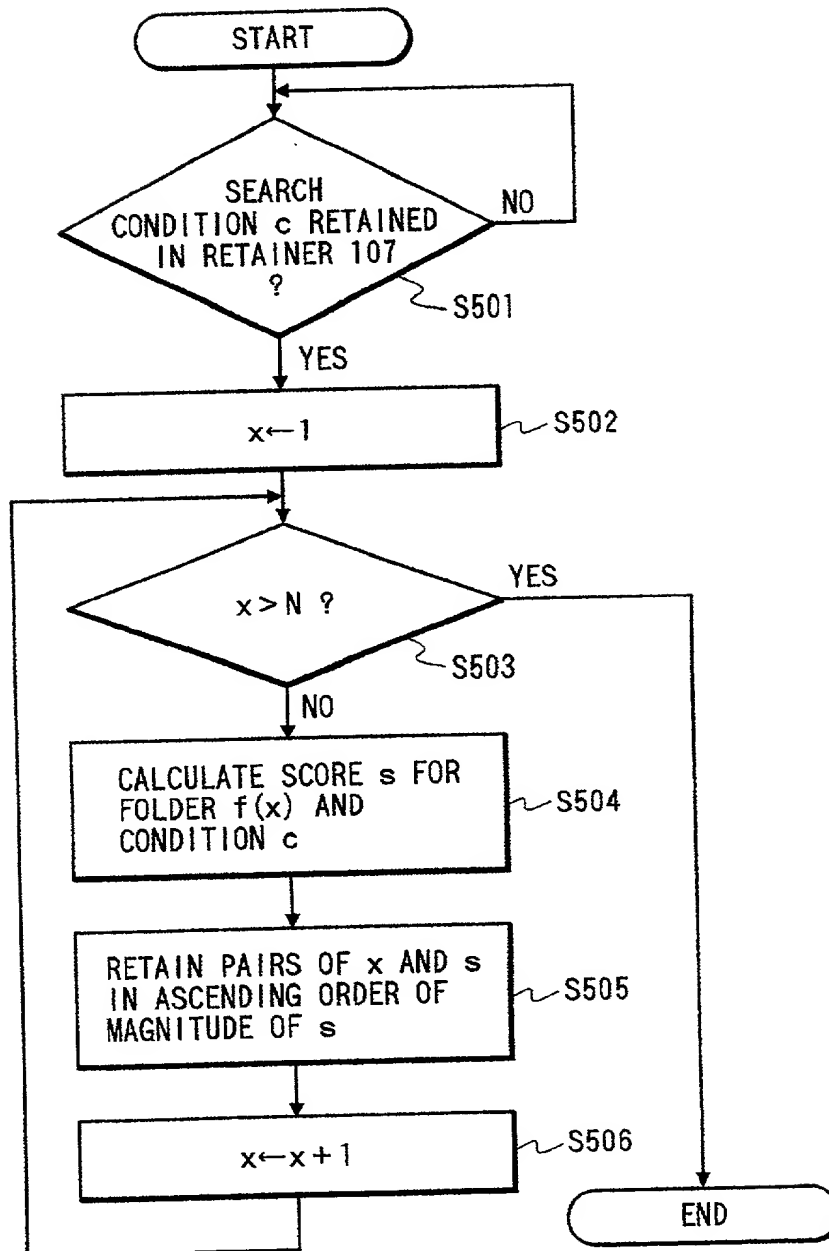 START
SEARCH
CONDITION c RETAINED
IN RETAINER 107
?
NO
S501
YES
x←1
S502
x>N ?
YES
S503
NO
CALCULATE SCORE s FOR
FOLDER f(x) AND
CONDITION c
S504
RETAIN PAIRS OF x AND s
IN ASCENDING ORDER OF
MAGNITUDE OF s
S505
x←x+1
S506
END